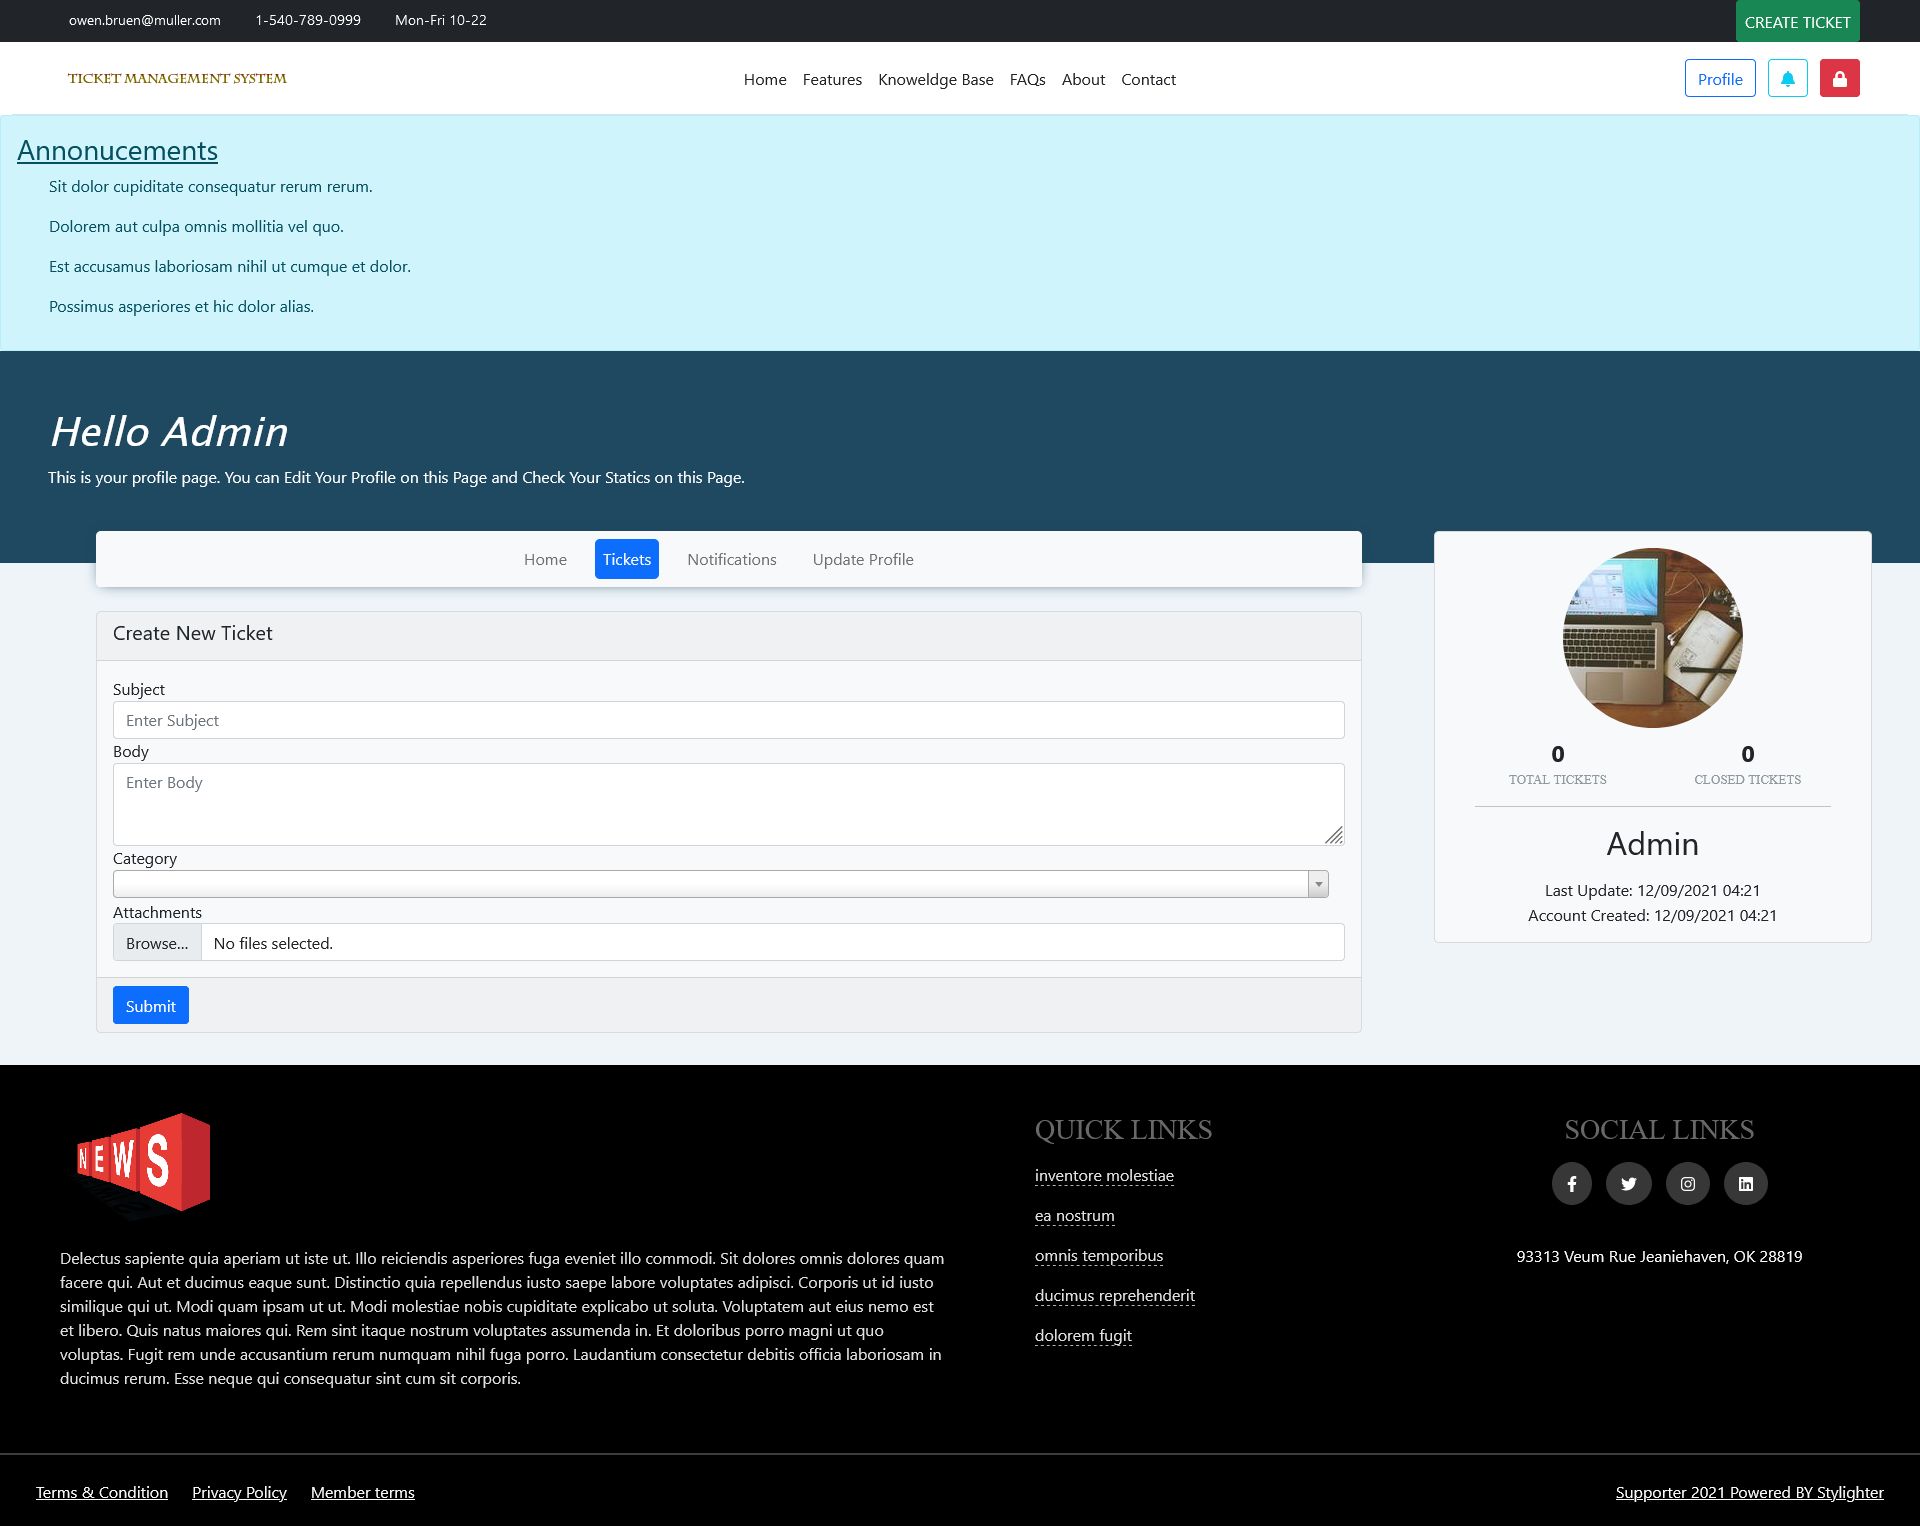 owen.bruen@muller.com 1-540-789-0999 Mon-Fri 10-22 CREATE TICKET
TICKET MANAGEMENT SYSTEM Home Features Knoweldge Base FAQs About Contact Profile
Annonucements
Sit dolor cupiditate consequatur rerum rerum.
Dolorem aut culpa omnis mollitia vel quo.
Est accusamus laboriosam nihil ut cumque et dolor.
Possimus asperiores et hic dolor alias.
Hello Admin
This is your profile page. You can Edit Your Profile on this Page and Check Your Statics on this Page.
Home Tickets Notifications Update Profile
Create New Ticket
Subject
Enter Subject
Body
Enter Body
Category
Attachments
Browse... No files selected.
Submit
0 0
TOTAL TICKETS CLOSED TICKETS
Admin
Last Update: 12/09/2021 04:21
Account Created: 12/09/2021 04:21
NEWS
Delectus sapiente quia aperiam ut iste ut. Illo reiciendis asperiores fuga eveniet illo commodi. Sit dolores omnis dolores quam
facere qui. Aut et ducimus eaque sunt. Distinctio quia repellendus iusto saepe labore voluptates adipisci. Corporis ut id iusto
similique qui ut. Modi quam ipsam ut ut. Modi molestiae nobis cupiditate explicabo ut soluta. Voluptatem aut eius nemo est
et libero. Quis natus maiores qui. Rem sint itaque nostrum voluptates assumenda in. Et doloribus porro magni ut quo
voluptas. Fugit rem unde accusantium rerum numquam nihil fuga porro. Laudantium consectetur debitis officia laboriosam in
ducimus rerum. Esse neque qui consequatur sint cum sit corporis.
QUICK LINKS
inventore molestiae
ea nostrum
omnis temporibus
ducimus reprehenderit
dolorem fugit
SOCIAL LINKS
93313 Veum Rue Jeaniehaven, OK 28819
Terms & Condition Privacy Policy Member terms Supporter 2021 Powered BY Stylighter